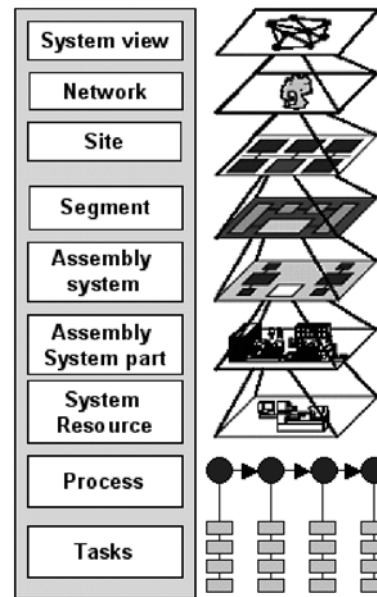 System view
Network
Site
Segment
Assembly
system
Assembly
System part
System
Resource
Process
Tasks